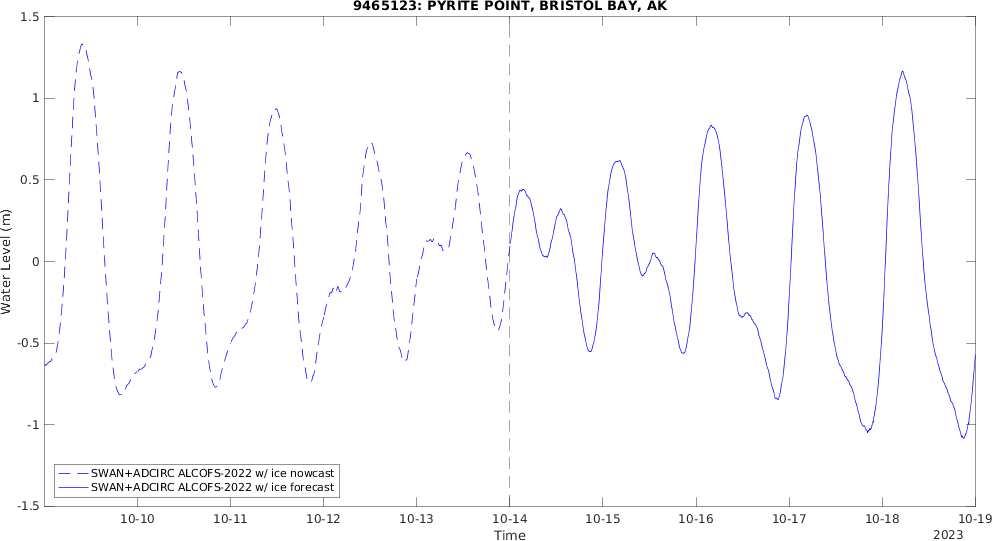 9465123: PYRITE POINT, BRISTOL BAY, AK
1.5
1
0.5
0
-0.5
-1
-1.5
Water Level (m)
SWAN+ADCIRC ALCOFS-2022 w/ ice nowcast
SWAN+ADCIRC ALCOFS-2022 w/ ice forecast
10-10 10-11 10-12 10-13 10-14 10-15 10-16 10-17 10-18 10-19
Time
2023